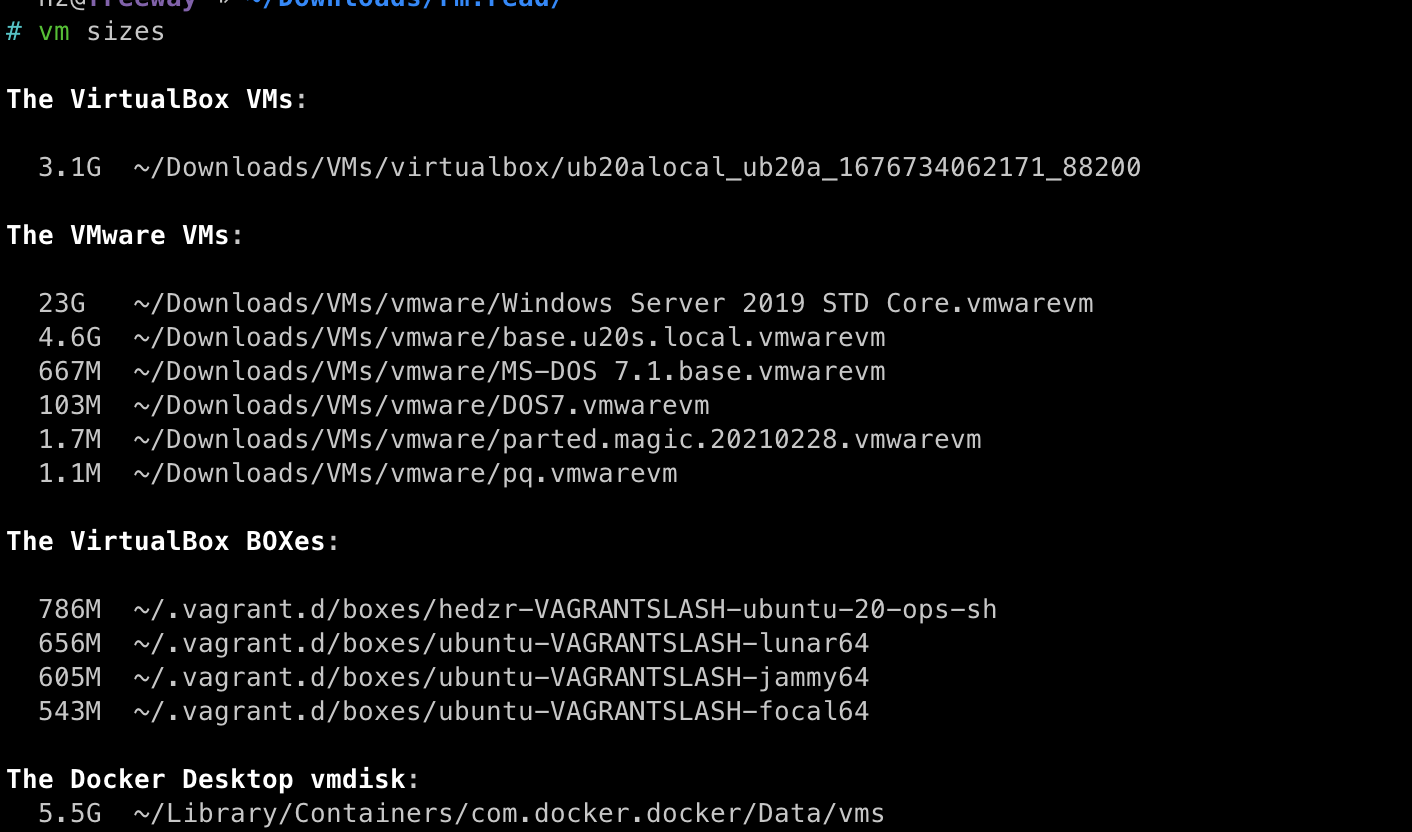 hz@freeway ~/Downloads/rm.read/
# vm sizes
The VirtualBox VMs:
3.1G ~/Downloads/VMs/virtualbox/ub20alocal_ub20a_1676734062171_88200
The VMware VMs:
23G ~/Downloads/VMs/vmware/Windows Server 2019 STD Core.vmwarevm
4.6G ~/Downloads/VMs/vmware/base.u20s.local.vmwarevm
667M ~/Downloads/VMs/vmware/MS-DOS 7.1.base.vmwarevm
103M ~/Downloads/VMs/vmware/DOS7.vmwarevm
1.7M ~/Downloads/VMs/vmware/parted.magic.20210228.vmwarevm
1.1M ~/Downloads/VMs/vmware/pq.vmwarevm
The VirtualBox BOXes:
786M ~/.vagrant.d/boxes/hedzr-VAGRANTSLASH-ubuntu-20-ops-sh
656M ~/.vagrant.d/boxes/ubuntu-VAGRANTSLASH-lunar64
605M ~/.vagrant.d/boxes/ubuntu-VAGRANTSLASH-jammy64
543M ~/.vagrant.d/boxes/ubuntu-VAGRANTSLASH-focal64
The Docker Desktop vmdisk:
5.5G ~/Library/Containers/com.docker.docker/Data/vms